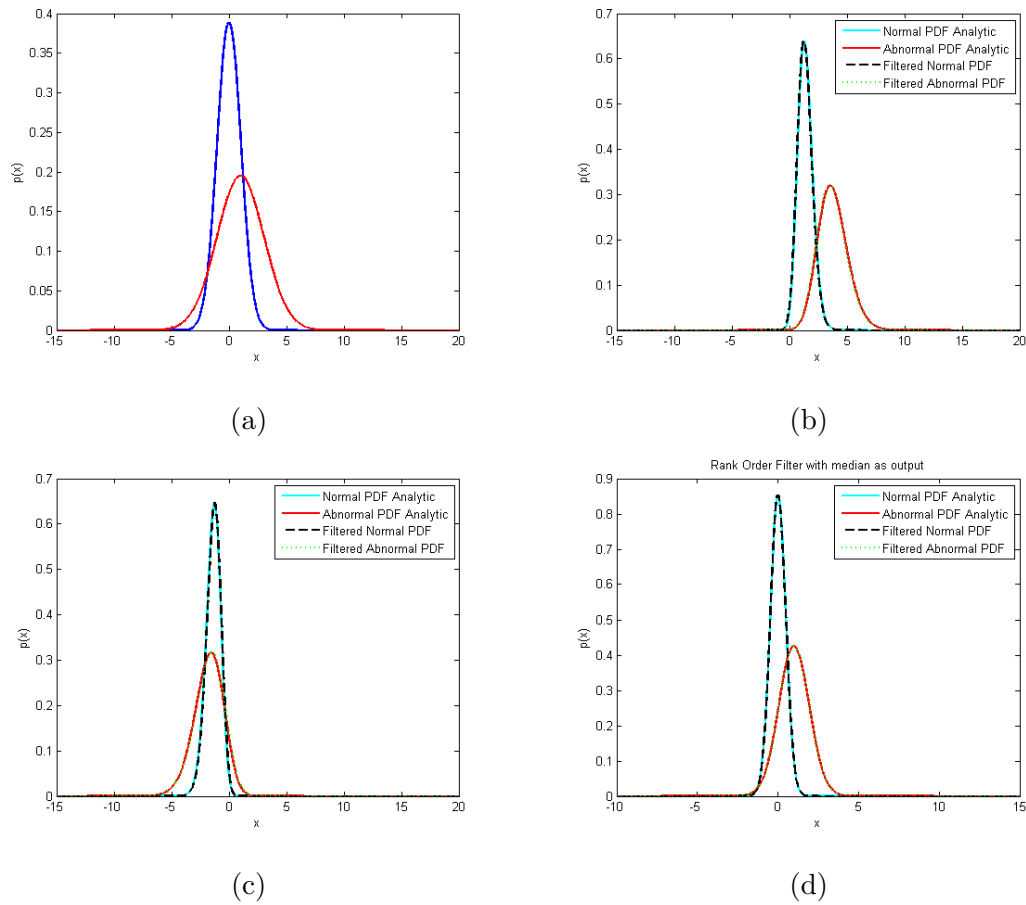 0.4
0.35
0.3
0.25
0.2
0.15
0.1
0.05
0
p(x)
-15 -10 -5 0 5 10 15 20
x
(a)
0.7
0.6
0.5
0.4
0.3
0.2
0.1
0
p(x)
Normal PDF Analytic
Abnormal PDF Analytic
Filtered Normal PDF
Filtered Abnormal PDF
-15 -10 -5 0 5 10 15 20
x
(b)
0.7
0.6
0.5
0.4
0.3
0.2
0.1
0
p(x)
Normal PDF Analytic
Abnormal PDF Analytic
Filtered Normal PDF
Filtered Abnormal PDF
-15 -10 -5 0 5 10 15 20
x
(c)
Rank Order Filter with median as output
0.9
0.8
0.7
0.6
0.5
0.4
0.3
0.2
0.1
0
p(x)
Normal PDF Analytic
Abnormal PDF Analytic
Filtered Normal PDF
Filtered Abnormal PDF
-10 -5 0 5 10 15
x
(d)